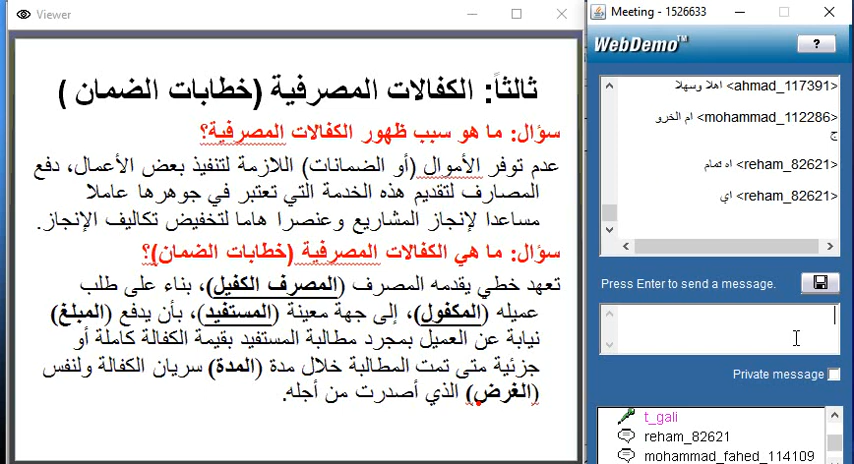 Viewer
ثالثاً: الكفالات المصرفية (خطابات الضمان )
سؤال: ما هو سبب ظهور الكفالات المصرفية؟
عدم توفر الأموال (أو الضمانات) اللازمة لتنفيذ بعض الأعمال، دفع
المصارف لتقديم هذه الخدمة التي تعتبر في جوهرها عاملا
مساعدا لإنجاز المشاريع وعنصرا هاما لتخفيض تكاليف الإنجاز.
سؤال: ما هي الكفالات المصرفية (خطابات الضمان)؟
تعهد خطي يقدمه المصرف (المصرف الكفيل)، بناء على طلب
عميله (المكفول)، إلى جهة معينة (المستفيد)، بأن يدفع (المبلغ)
نيابة عن العميل بمجرد مطالبة المستفيد بقيمة الكفالة كاملة أو
جزئية متى تمت المطالبة خلال مدة (المدة) سريان الكفالة ولنفس
(الغرض) الذي أصدرت من أجله.
Meeting - 1526633
WebDemo™
?
<ahmad_117391> اهلا وسهلا
<mohammad_112286> ام الخرو
ج
<reham_82621> اه تمام
<reham_82621> اي
Press Enter to send a message.
Private message
t_gali
reham_82621
mohammad_fahed_114109